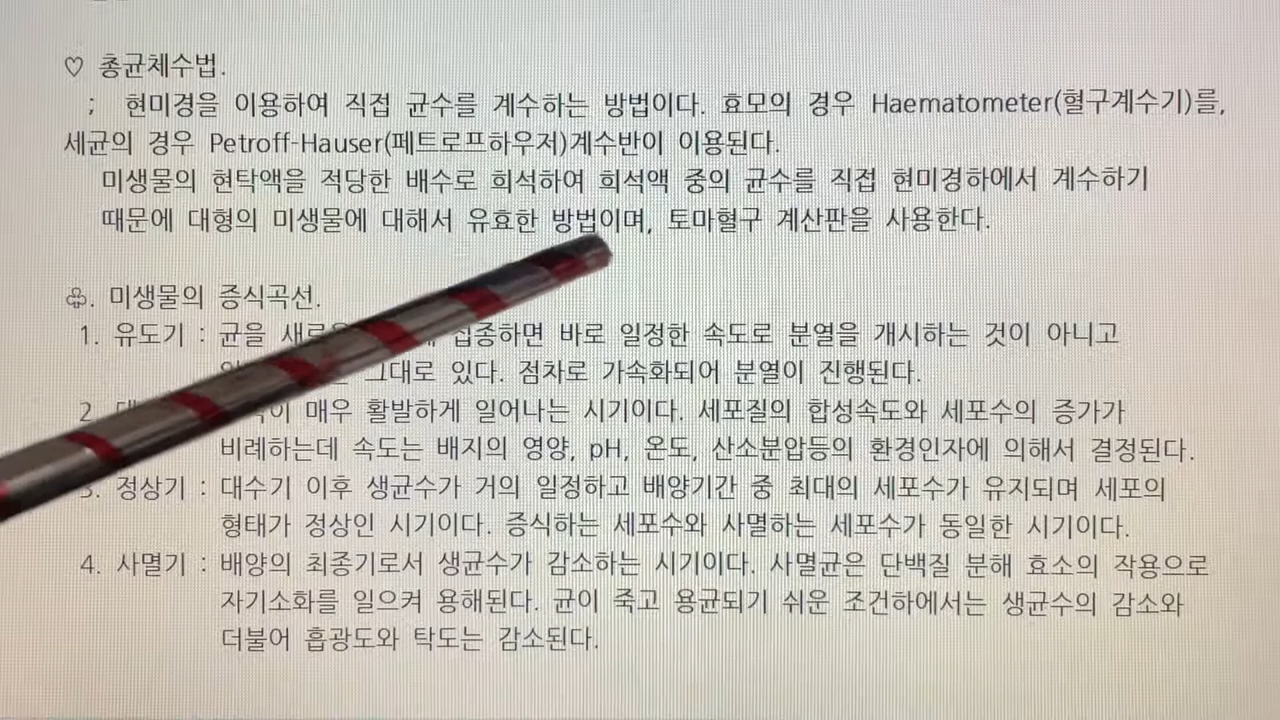 ♡ 총균체수법.
; 현미경을 이용하여 직접 균수를 계수하는 방법이다. 효모의 경우 Haematometer(혈구계수기)를,
세균의 경우 Petroff-Hauser(페트로프하우저)계수반이 이용된다.
미생물의 현탁액을 적당한 배수로 희석하여 희석액 중의 균수를 직접 현미경하에서 계수하기
때문에 대형의 미생물에 대해서 유효한 방법이며, 토마혈구 계산판을 사용한다.
♧. 미생물의 증식곡선.
1. 유도기 : 균을 접종하면 바로 일정한 속도로 분열을 개시하는 것이 아니고
그대로 있다. 점차로 가속화되어 분열이 진행된다.
2. 매우 활발하게 일어나는 시기이다. 세포질의 합성속도와 세포수의 증가가
비례하는데 속도는 배지의 영양, pH, 온도, 산소분압등의 환경인자에 의해서 결정된다.
3. 정상기 : 대수기 이후 생균수가 거의 일정하고 배양기간 중 최대의 세포수가 유지되며 세포의
형태가 정상인 시기이다. 증식하는 세포수와 사멸하는 세포수가 동일한 시기이다.
4. 사멸기 : 배양의 최종기로서 생균수가 감소하는 시기이다. 사멸균은 단백질 분해 효소의 작용으로
자기소화를 일으켜 용해된다. 균이 죽고 용균되기 쉬운 조건하에서는 생균수의 감소와
더불어 흡광도와 탁도는 감소된다.